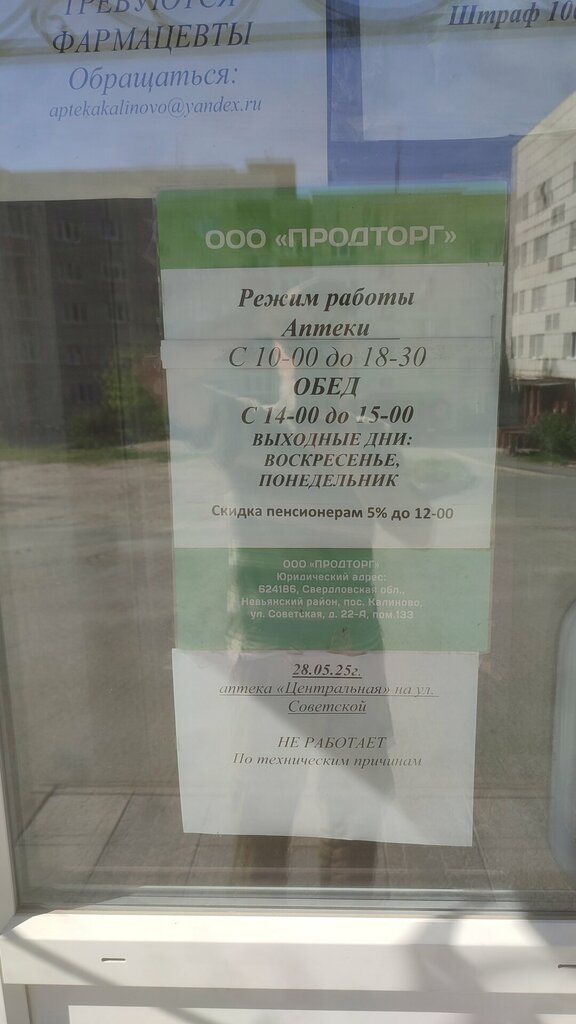 ТРЕБУЮТСЯ
ФАРМАЦЕВТЫ
Обращаться:
aptekakalinovo@yandex.ru
Штраф
ООО «ПРОДТОРГ»
Режим работы
Аптеки
С 10-00 до 18-30
ОБЕД
С 14-00 до 15-00
ВЫХОДНЫЕ ДНИ:
ВОСКРЕСЕНЬЕ,
ПОНЕДЕЛЬНИК
Скидка пенсионерам 5% до 12-00
ООО «ПРОДТОРГ»
Юридический адрес:
624186, Свердловская обл.,
Невьянский район, пос. Калиново,
ул. Советская, д. 22-А, пом.133
28.05.25г.
аптека «Центральная» на ул.
Советской
НЕ РАБОТАЕТ
По техническим причинам